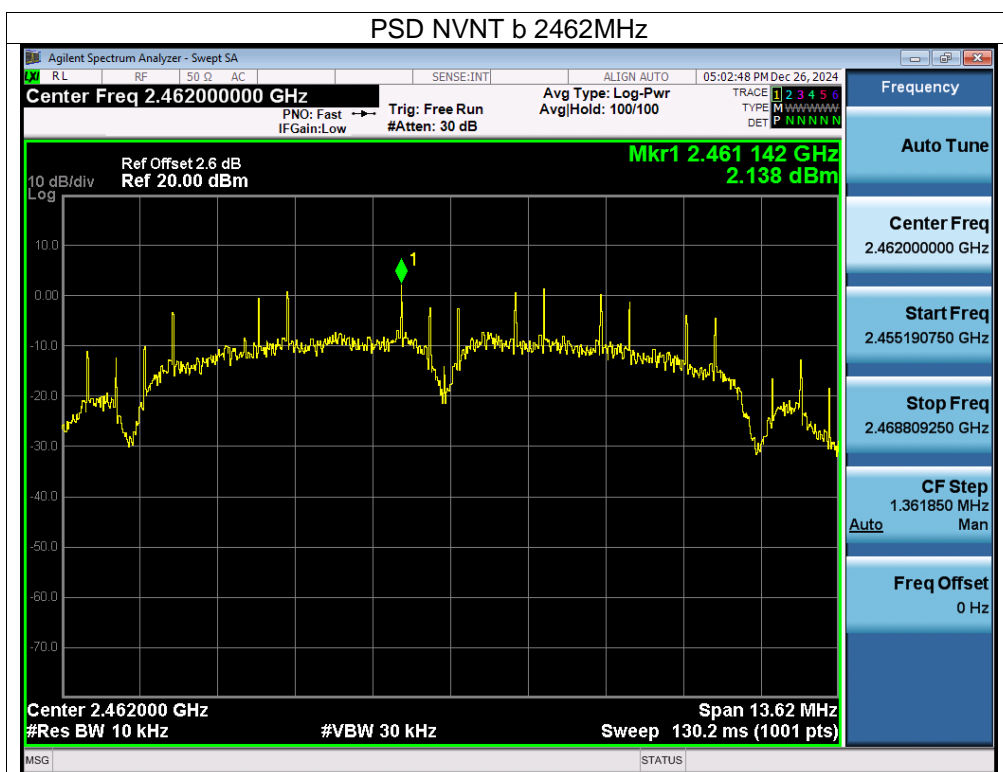 PSD NVNT b 2462MHz
Agilent Spectrum Analyzer - Swept SA
LXI RL RF 50 Ω AC SENSE:INT ALIGN AUTO 05:02:48 PM Dec 26, 2024
Center Freq 2.462000000 GHz
PNO: Fast
IFGain:Low
Trig: Free Run
#Atten: 30 dB
Avg Type: Log-Pwr
Avg|Hold: 100/100
TRACE 1 2 3 4 5 6
TYPE M WWWWW
DET P N N N N N
Ref Offset 2.6 dB
10 dB/div Ref 20.00 dBm
Log
Mkr1 2.461 142 GHz
2.138 dBm
1
10.0
0.00
-10.0
-20.0
-30.0
-40.0
-50.0
-60.0
-70.0
Center 2.462000 GHz Span 13.62 MHz
#Res BW 10 kHz #VBW 30 kHz Sweep 130.2 ms (1001 pts)
MSG STATUS
Frequency
Auto Tune
Center Freq
2.462000000 GHz
Start Freq
2.455190750 GHz
Stop Freq
2.468809250 GHz
CF Step
1.361850 MHz
Auto Man
Freq Offset
0 Hz